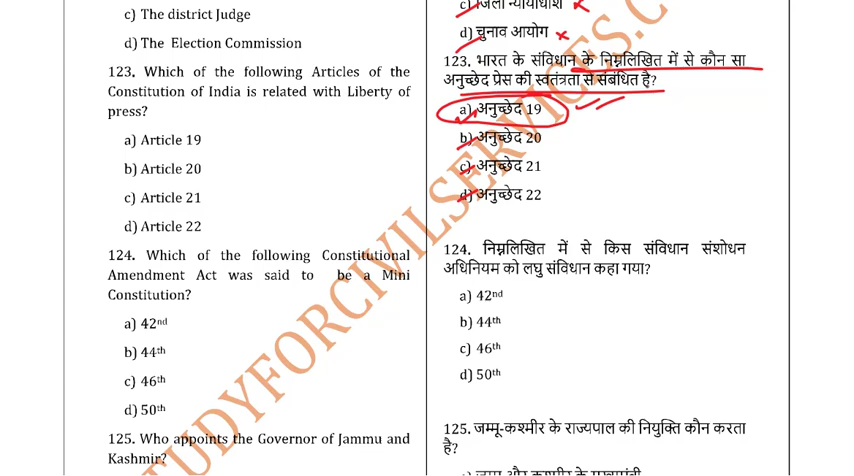 c) The district Judge
d) The Election Commission
123. Which of the following Articles of the
Constitution of India is related with Liberty of
press?
a) Article 19
b) Article 20
c) Article 21
d) Article 22
124. Which of the following Constitutional
Amendment Act was said to be a Mini
Constitution?
a) 42nd
b) 44th
c) 46th
d) 50th
125. Who appoints the Governor of Jammu and
Kashmir?
c) जिला न्यायाधीश
d) चुनाव आयोग
123. भारत के संविधान के निम्नलिखित में से कौन सा
अनुच्छेद प्रेस की स्वतंत्रता से संबंधित है?
a) अनुच्छेद 19
b) अनुच्छेद 20
c) अनुच्छेद 21
d) अनुच्छेद 22
124. निम्नलिखित में से किस संविधान संशोधन
अधिनियम को लघु संविधान कहा गया?
a) 42nd
b) 44th
c) 46th
d) 50th
125. जम्मू-कश्मीर के राज्यपाल की नियुक्ति कौन करता
है?
STUDYFORCIVILSERVICES.C